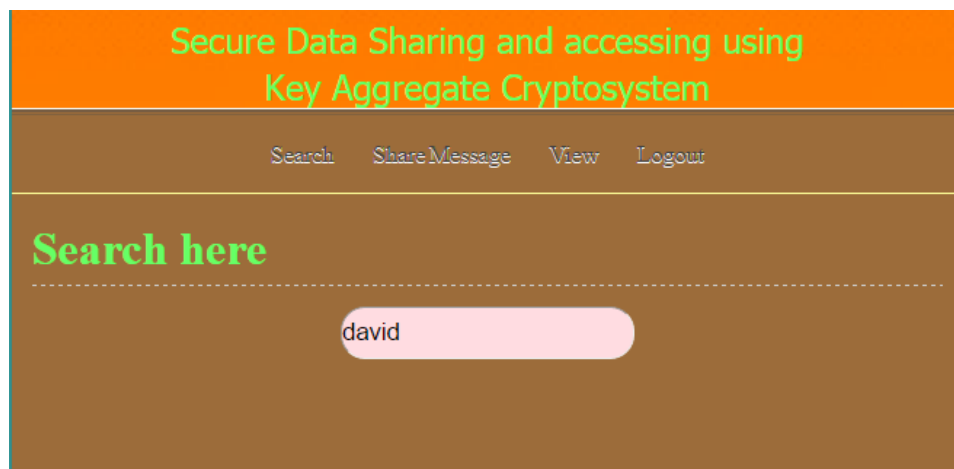 Secure Data Sharing and accessing using
Key Aggregate Cryptosystem
Search Share Message View Logout
Search here
david